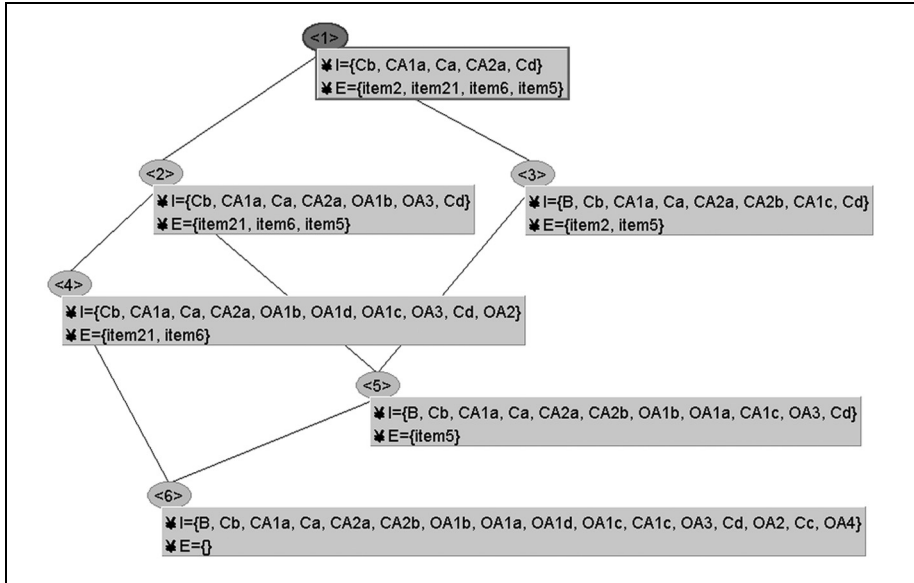 <1>
¥ I={Cb, CA1a, Ca, CA2a, Cd}
¥ E={item2, item21, item6, item5}
<2>
¥ I={Cb, CA1a, Ca, CA2a, OA1b, OA3, Cd}
¥ E={item21, item6, item5}
<3>
¥ I={B, Cb, CA1a, Ca, CA2a, CA2b, CA1c, Cd}
¥ E={item2, item5}
<4>
¥ I={Cb, CA1a, Ca, CA2a, OA1b, OA1d, OA1c, OA3, Cd, OA2}
¥ E={item21, item6}
<5>
¥ I={B, Cb, CA1a, Ca, CA2a, CA2b, OA1b, OA1a, CA1c, OA3, Cd}
¥ E={item5}
<6>
¥ I={B, Cb, CA1a, Ca, CA2a, CA2b, OA1b, OA1a, OA1d, OA1c, CA1c, OA3, Cd, OA2, Cc, OA4}
¥ E={}